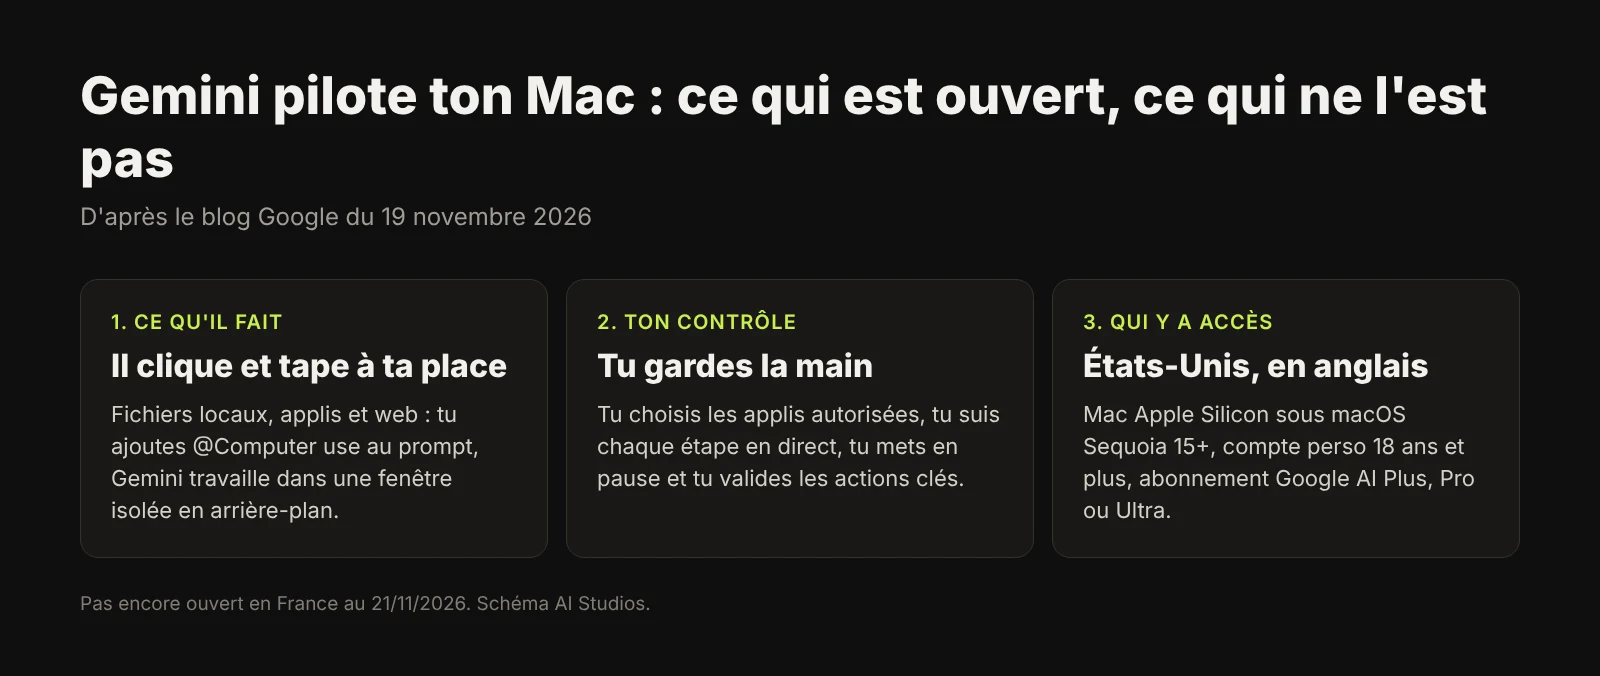 Gemini pilote ton Mac : ce qui est ouvert, ce qui ne l'est
pas
D'après le blog Google du 19 novembre 2026
1. CE QU'IL FAIT
Il clique et tape à ta place
Fichiers locaux, applis et web : tu
ajoutes @Computer use au prompt,
Gemini travaille dans une fenêtre
isolée en arrière-plan.
2. TON CONTRÔLE
Tu gardes la main
Tu choisis les applis autorisées, tu suis
chaque étape en direct, tu mets en
pause et tu valides les actions clés.
3. QUI Y A ACCÈS
États-Unis, en anglais
Mac Apple Silicon sous macOS
Sequoia 15+, compte perso 18 ans et
plus, abonnement Google AI Plus, Pro
ou Ultra.
Pas encore ouvert en France au 21/11/2026. Schéma AI Studios.